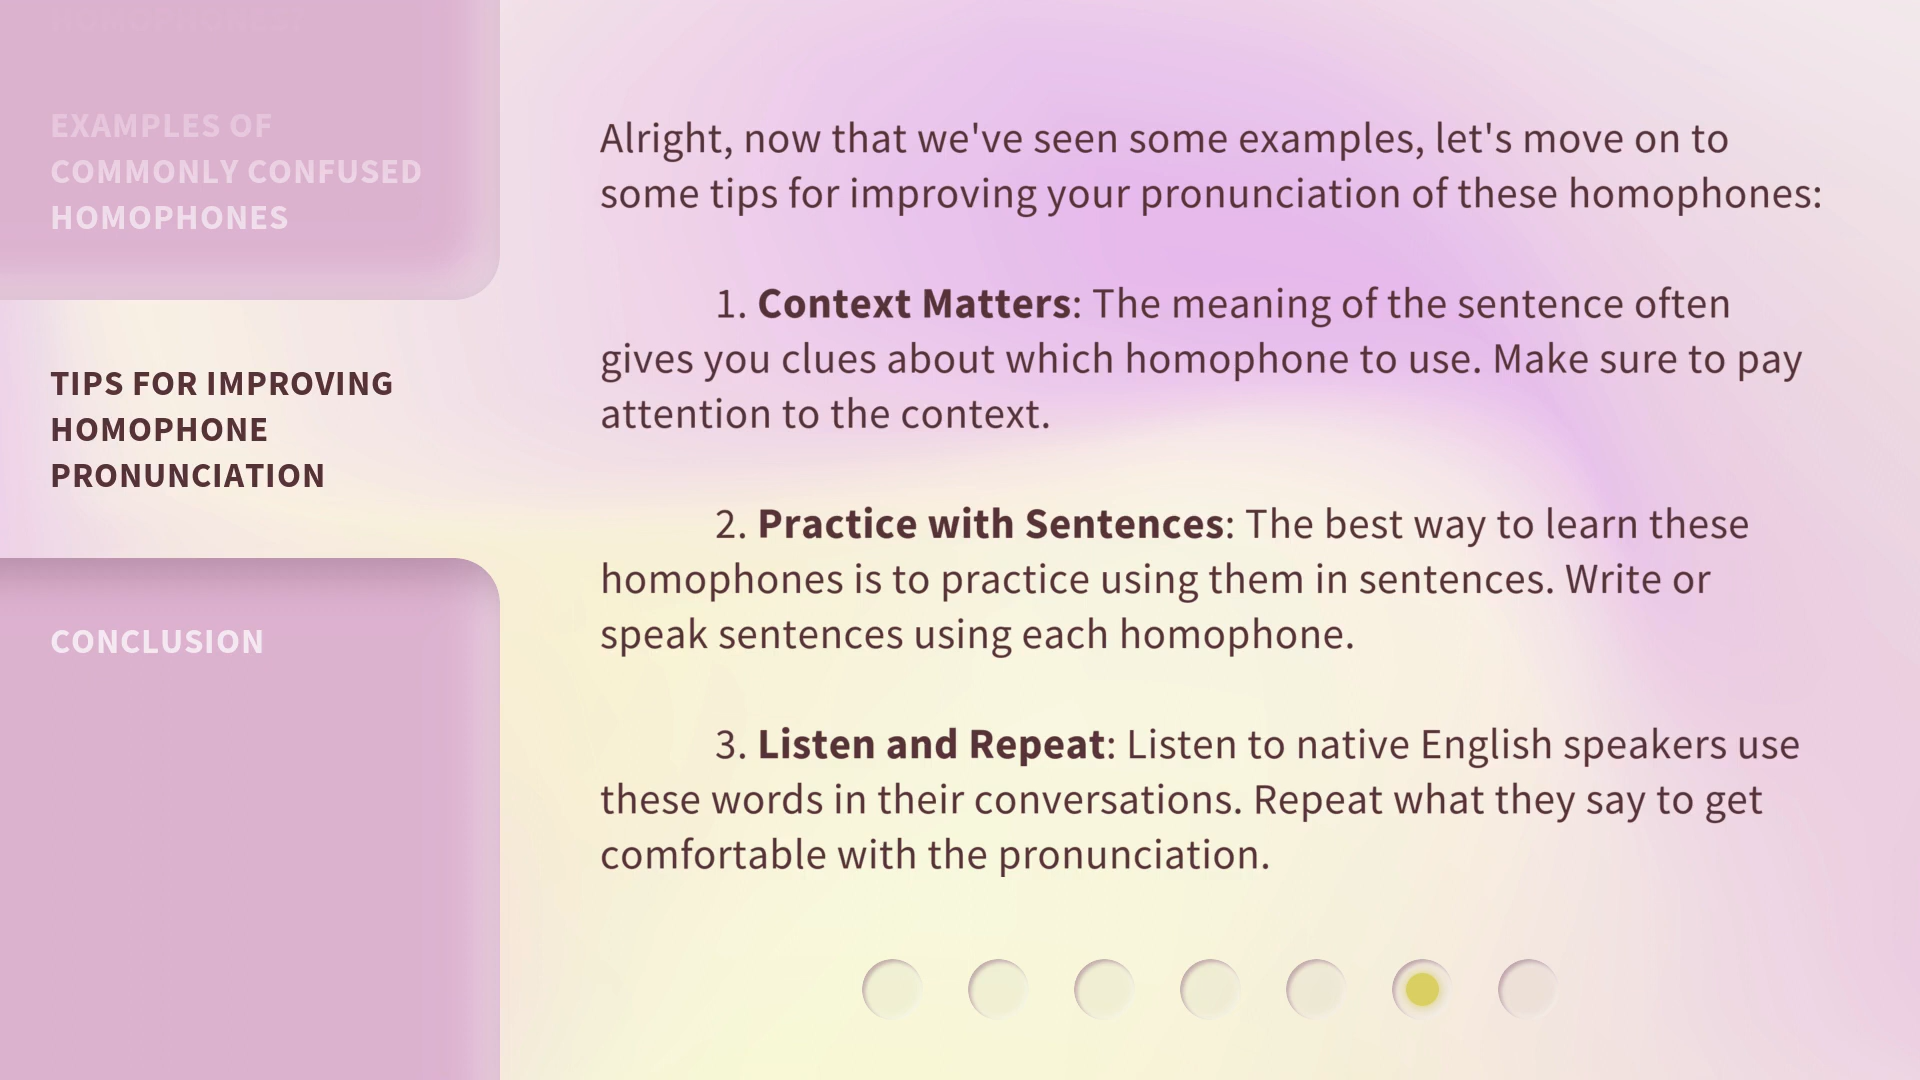 HOMOPHONES?
EXAMPLES OF
COMMONLY CONFUSED
HOMOPHONES
TIPS FOR IMPROVING
HOMOPHONE
PRONUNCIATION
CONCLUSION
Alright, now that we've seen some examples, let's move on to
some tips for improving your pronunciation of these homophones:
1. Context Matters: The meaning of the sentence often
gives you clues about which homophone to use. Make sure to pay
attention to the context.
2. Practice with Sentences: The best way to learn these
homophones is to practice using them in sentences. Write or
speak sentences using each homophone.
3. Listen and Repeat: Listen to native English speakers use
these words in their conversations. Repeat what they say to get
comfortable with the pronunciation.